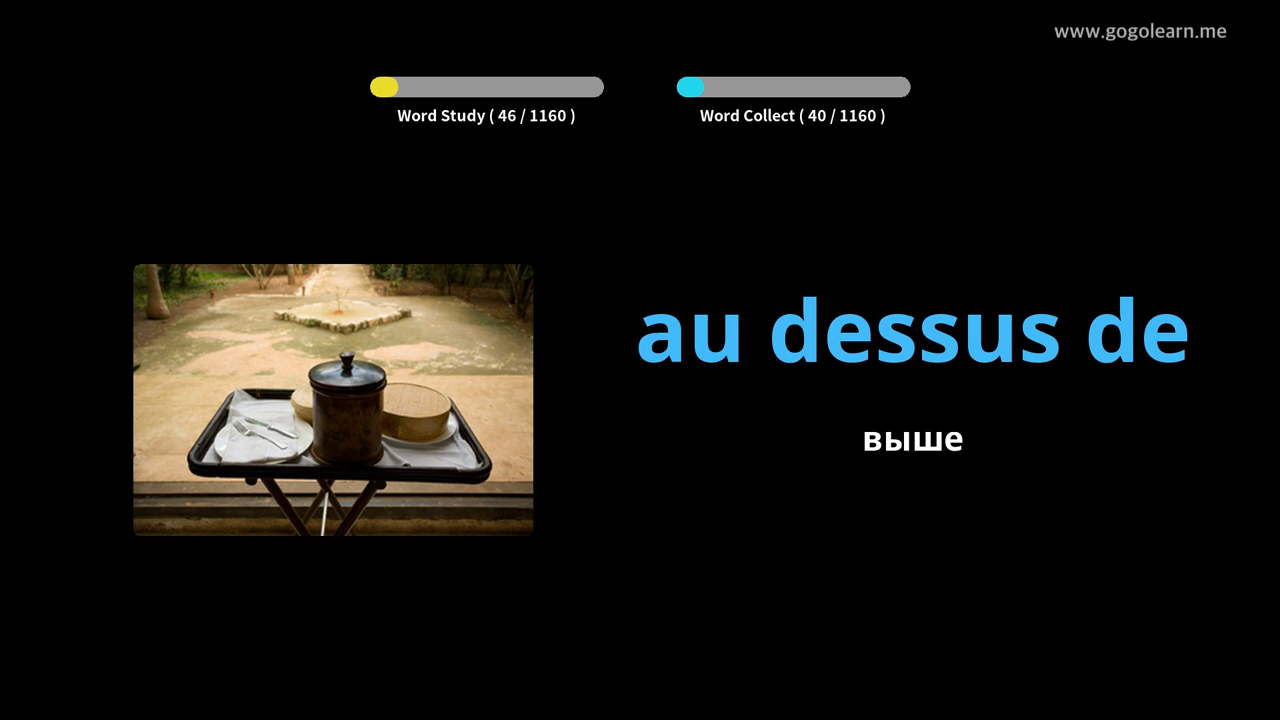 www.gogolearn.me
Word Study ( 46 / 1160 )
Word Collect ( 40 / 1160 )
au dessus de
выше